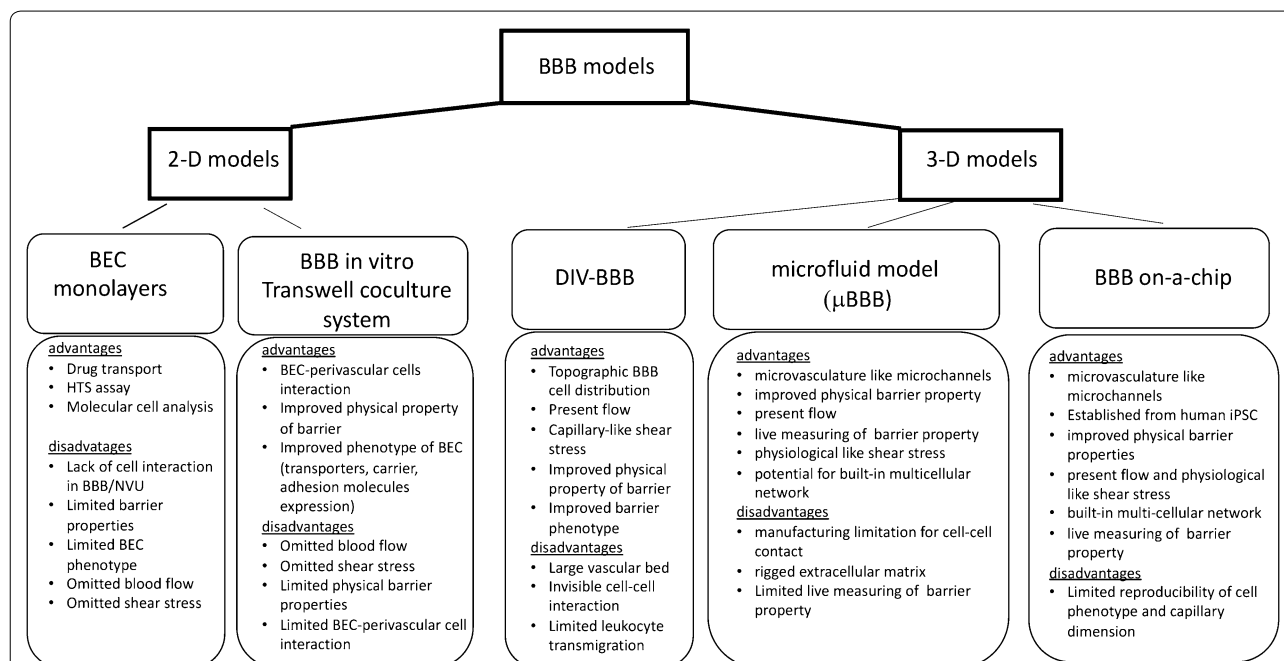 BBB models
2-D models
3-D models
BEC
monolayers
BBB in vitro
Transwell coculture
system
DIV-BBB
microfluid model
(μBBB)
BBB on-a-chip
advantages
• Drug transport
• HTS assay
• Molecular cell analysis
disadvatages
• Lack of cell interaction
in BBB/NVU
• Limited barrier
properties
• Limited BEC
phenotype
• Omitted blood flow
• Omitted shear stress
advantages
• BEC-perivascular cells
interaction
• Improved physical property
of barrier
• Improved phenotype of BEC
(transporters, carrier,
adhesion molecules
expression)
disadvantages
• Omitted blood flow
• Omitted shear stress
• Limited physical barrier
properties
• Limited BEC-perivascular cell
interaction
advantages
• Topographic BBB
cell distribution
• Present flow
• Capillary-like shear
stress
• Improved physical
property of barrier
• Improved barrier
phenotype
disadvantages
• Large vascular bed
• Invisible cell-cell
interaction
• Limited leukocyte
transmigration
advantages
• microvasculature like microchannels
• improved physical barrier property
• present flow
• live measuring of barrier property
• physiological like shear stress
• potential for built-in multicellular
network
disadvantages
• manufacturing limitation for cell-cell
contact
• rigged extracellular matrix
• Limited live measuring of barrier
property
advantages
• microvasculature like
microchannels
• Established from human iPSC
• improved physical barrier
properties
• present flow and physiological
like shear stress
• built-in multi-cellular network
• live measuring of barrier
property
disadvantages
• Limited reproducibility of cell
phenotype and capillary
dimension